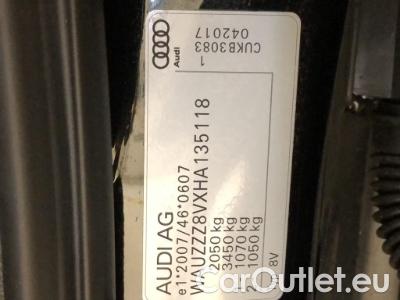 AUDI AG
e1*2007/46*0607
WAUZZZ8VXHA135118
2050 kg
3450 kg
1070 kg
1050 kg
8V
Audi
1
CUKB3083
042017
CarOutlet.eu